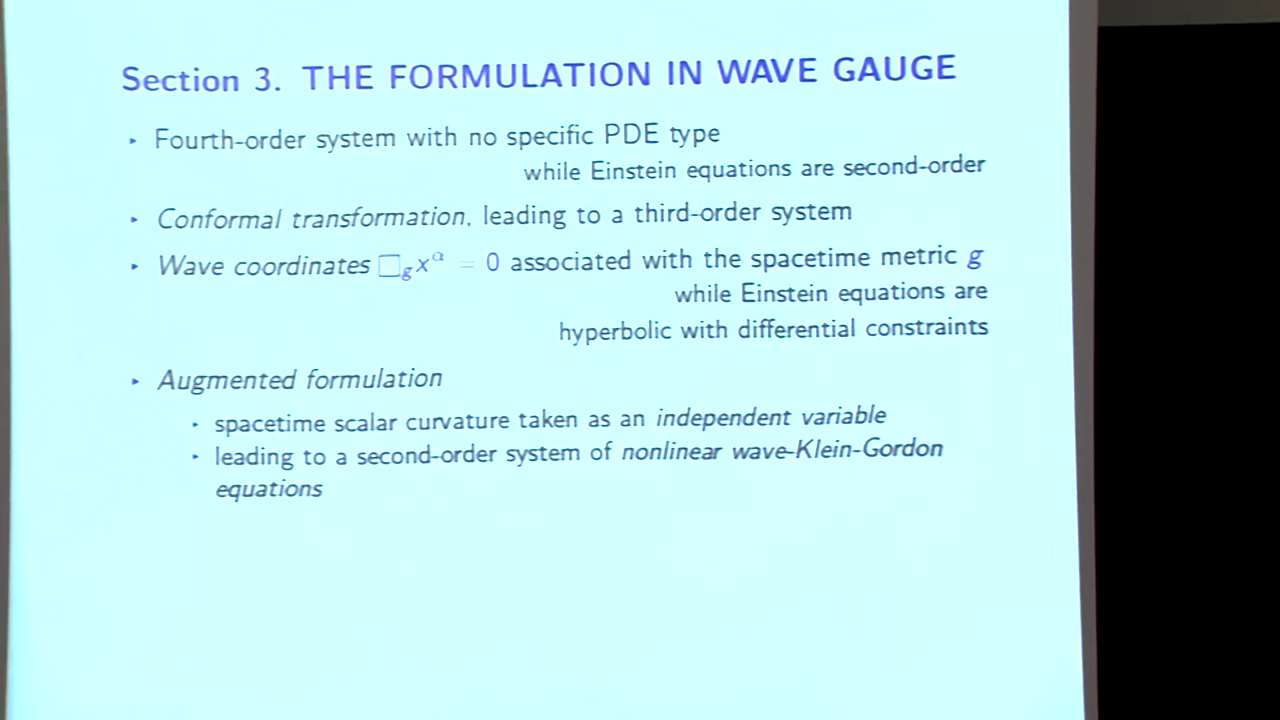 Section 3. THE FORMULATION IN WAVE GAUGE
‣ Fourth-order system with no specific PDE type
while Einstein equations are second-order
‣ Conformal transformation, leading to a third-order system
‣ Wave coordinates □_g x^α = 0 associated with the spacetime metric g
while Einstein equations are
hyperbolic with differential constraints
‣ Augmented formulation
‣ spacetime scalar curvature taken as an independent variable
‣ leading to a second-order system of nonlinear wave-Klein-Gordon
equations